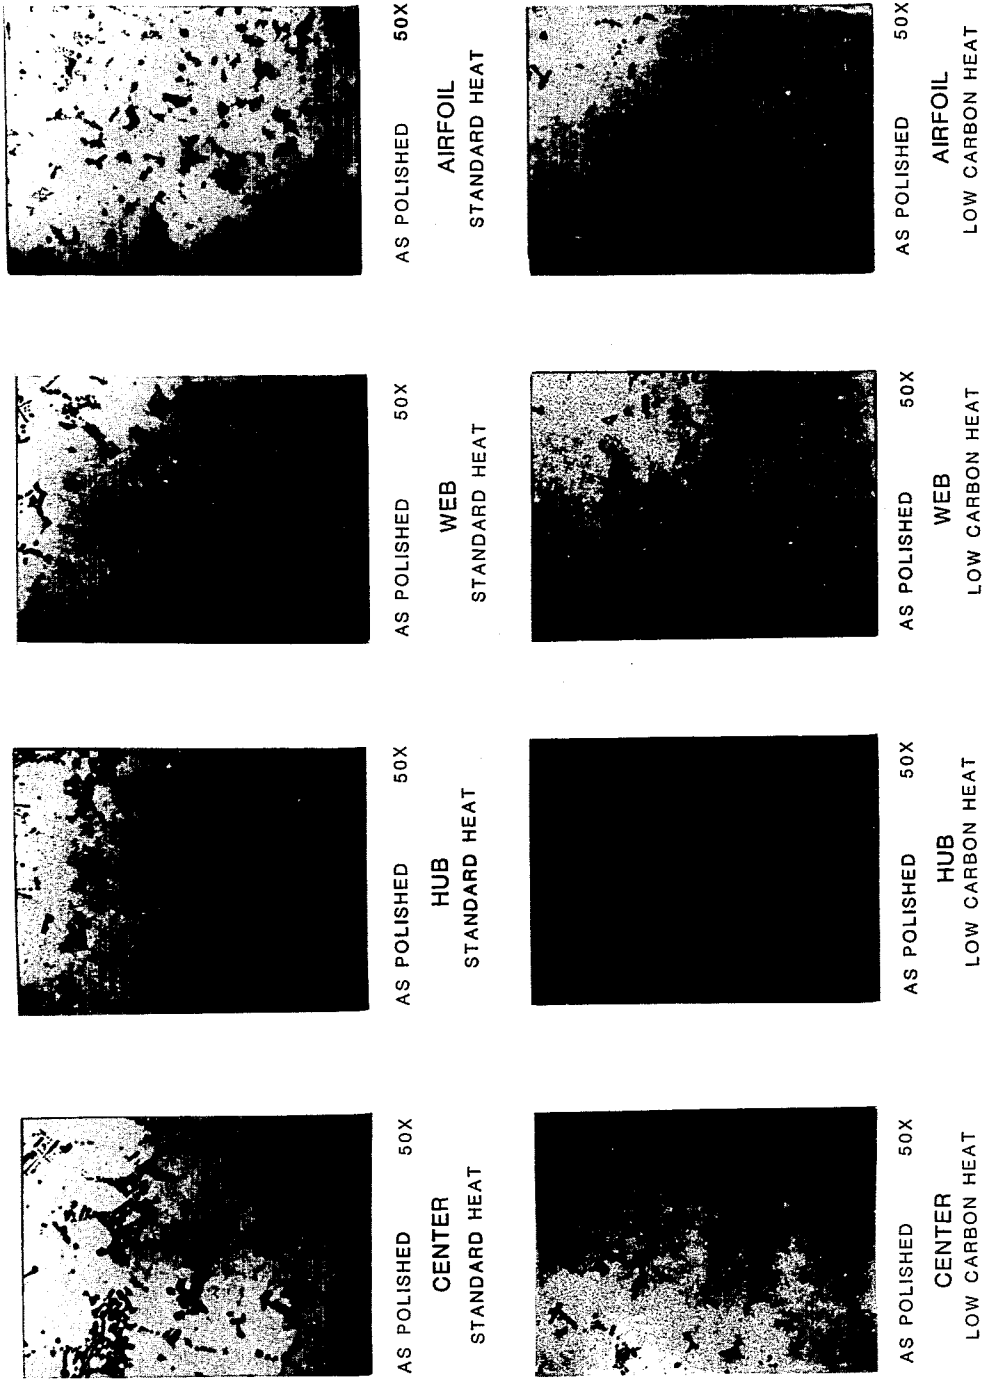 AS POLISHED 50X
CENTER
STANDARD HEAT
AS POLISHED 50X
HUB
STANDARD HEAT
AS POLISHED 50X
WEB
STANDARD HEAT
AS POLISHED 50X
AIRFOIL
STANDARD HEAT
AS POLISHED 50X
CENTER
LOW CARBON HEAT
AS POLISHED 50X
HUB
LOW CARBON HEAT
AS POLISHED 50X
WEB
LOW CARBON HEAT
AS POLISHED 50X
AIRFOIL
LOW CARBON HEAT